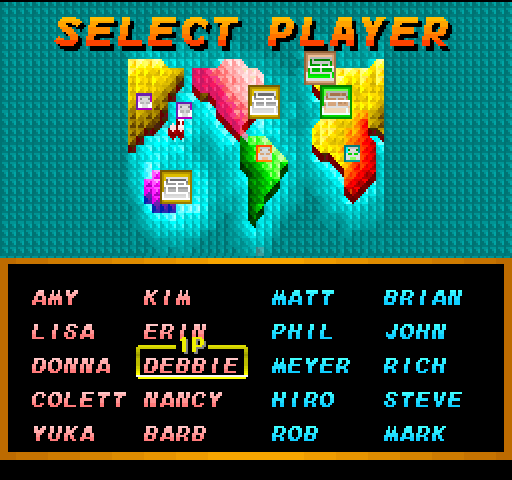 SELECT PLAYER
AMY KIM MATT BRIAN
LISA ERIN PHIL JOHN
1P
DONNA DEBBIE MEYER RICH
COLETT NANCY HIRO STEVE
YUKA BARB ROB MARK